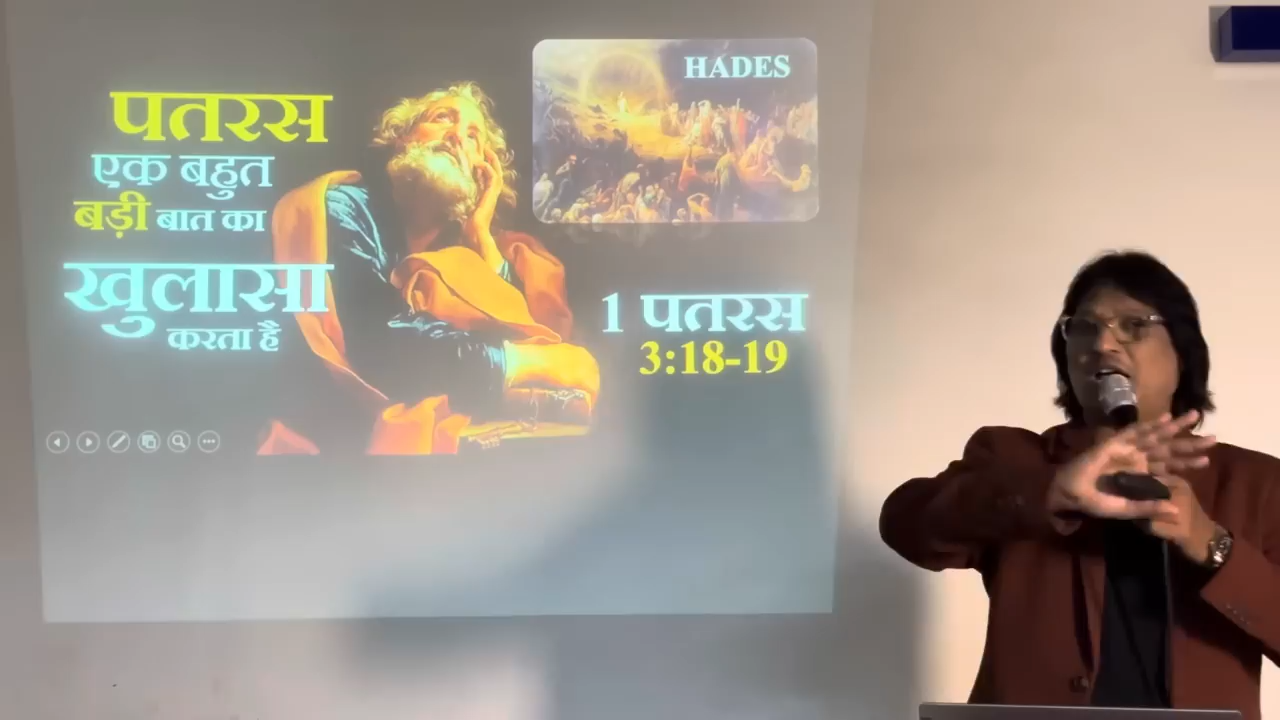 पतरस
एक बहुत
बड़ी बात का
खुलासा
करता है
HADES
1 पतरस
3:18-19